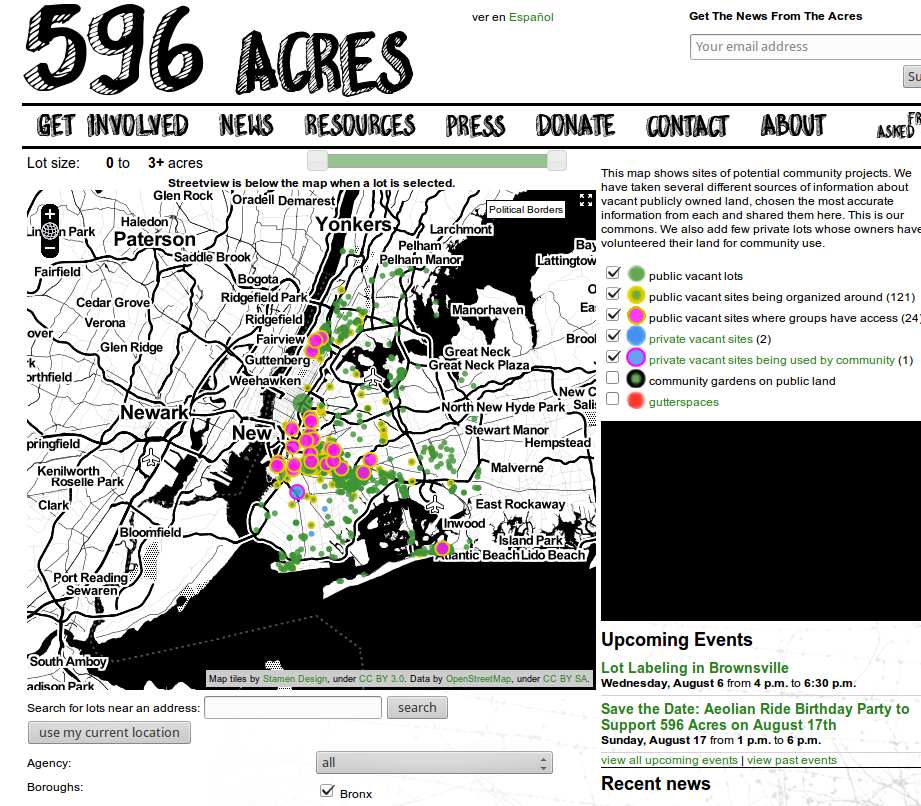 596 ACRES
ver en Español
Get The News From The Acres
Your email address
GET INVOLVED NEWS RESOURCES PRESS DONATE CONTACT ABOUT
ASKED
Lot size: 0 to 3+ acres
Streetview is below the map when a lot is selected.
This map shows sites of potential community projects. We
have taken several different sources of information about
vacant publicly owned land, chosen the most accurate
information from each and shared them here. This is our
commons. We also add few private lots whose owners have
volunteered their land for community use.
public vacant lots
public vacant sites being organized around (121)
public vacant sites where groups have access (24)
private vacant sites (2)
private vacant sites being used by community (1)
community gardens on public land
gutterspaces
+
−
Political Borders
Glen Rock
Oradell Demarest
Haledon
Yonkers
Larchmont
Paterson
Pelham
Saddle Brook
Pelham Manor
Fairfield
Bogota
Cedar Grove
Ridgefield Park
Verona
Ridgefield
Manorhaven
Glen Ridge
Fairview
Guttenberg
Great Neck
Great Neck Plaza
Weehawken
Newark
North New Hyde Park
New
Stewart Manor
Hempstead
Kenilworth
Malverne
Roselle Park
Clark
East Rockaway
Inwood
Bloomfield
Island Park
Atlantic Beach Lido Beach
Port Reading
Sewaren
South Amboy
Map tiles by Stamen Design, under CC BY 3.0. Data by OpenStreetMap, under CC BY SA.
Search for lots near an address:
search
use my current location
Agency:
all
Boroughs:
Bronx
Upcoming Events
Lot Labeling in Brownsville
Wednesday, August 6 from 4 p.m. to 6:30 p.m.
Save the Date: Aeolian Ride Birthday Party to
Support 596 Acres on August 17th
Sunday, August 17 from 1 p.m. to 6 p.m.
view all upcoming events | view past events
Recent news